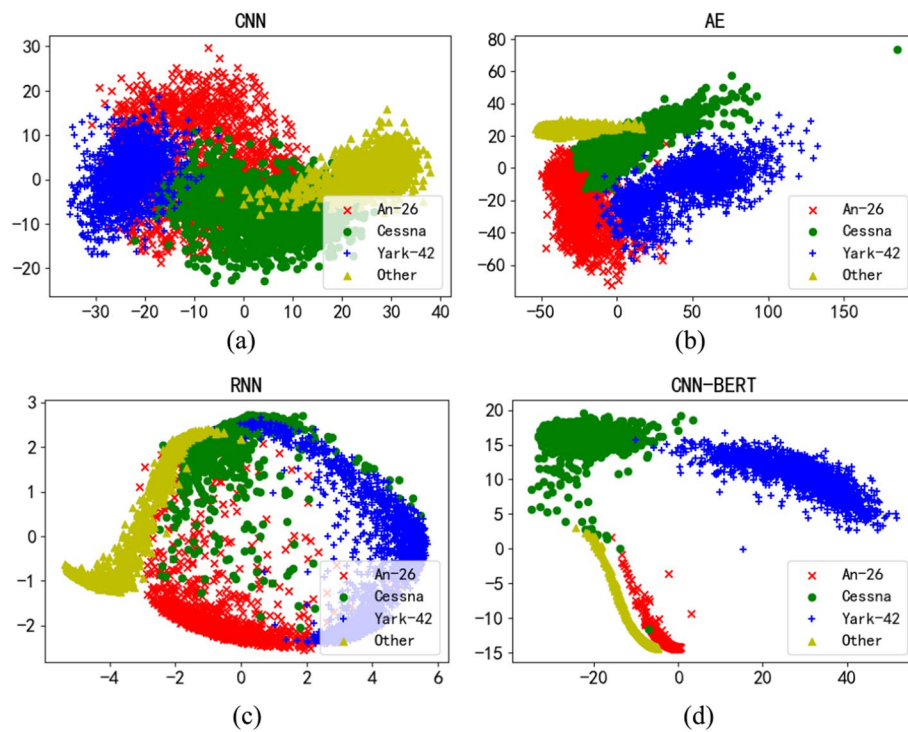 CNN
30
20
10
0
−10
−20
−30
−20
−10
0
10
20
30
40
An-26
Cessna
Yark-42
Other
(a)
AE
80
60
40
20
0
−20
−40
−60
−50
0
50
100
150
An-26
Cessna
Yark-42
Other
(b)
RNN
3
2
1
0
−1
−2
−4
−2
0
2
4
6
An-26
Cessna
Yark-42
Other
(c)
CNN-BERT
20
15
10
5
0
−5
−10
−15
−20
0
20
40
An-26
Cessna
Yark-42
Other
(d)